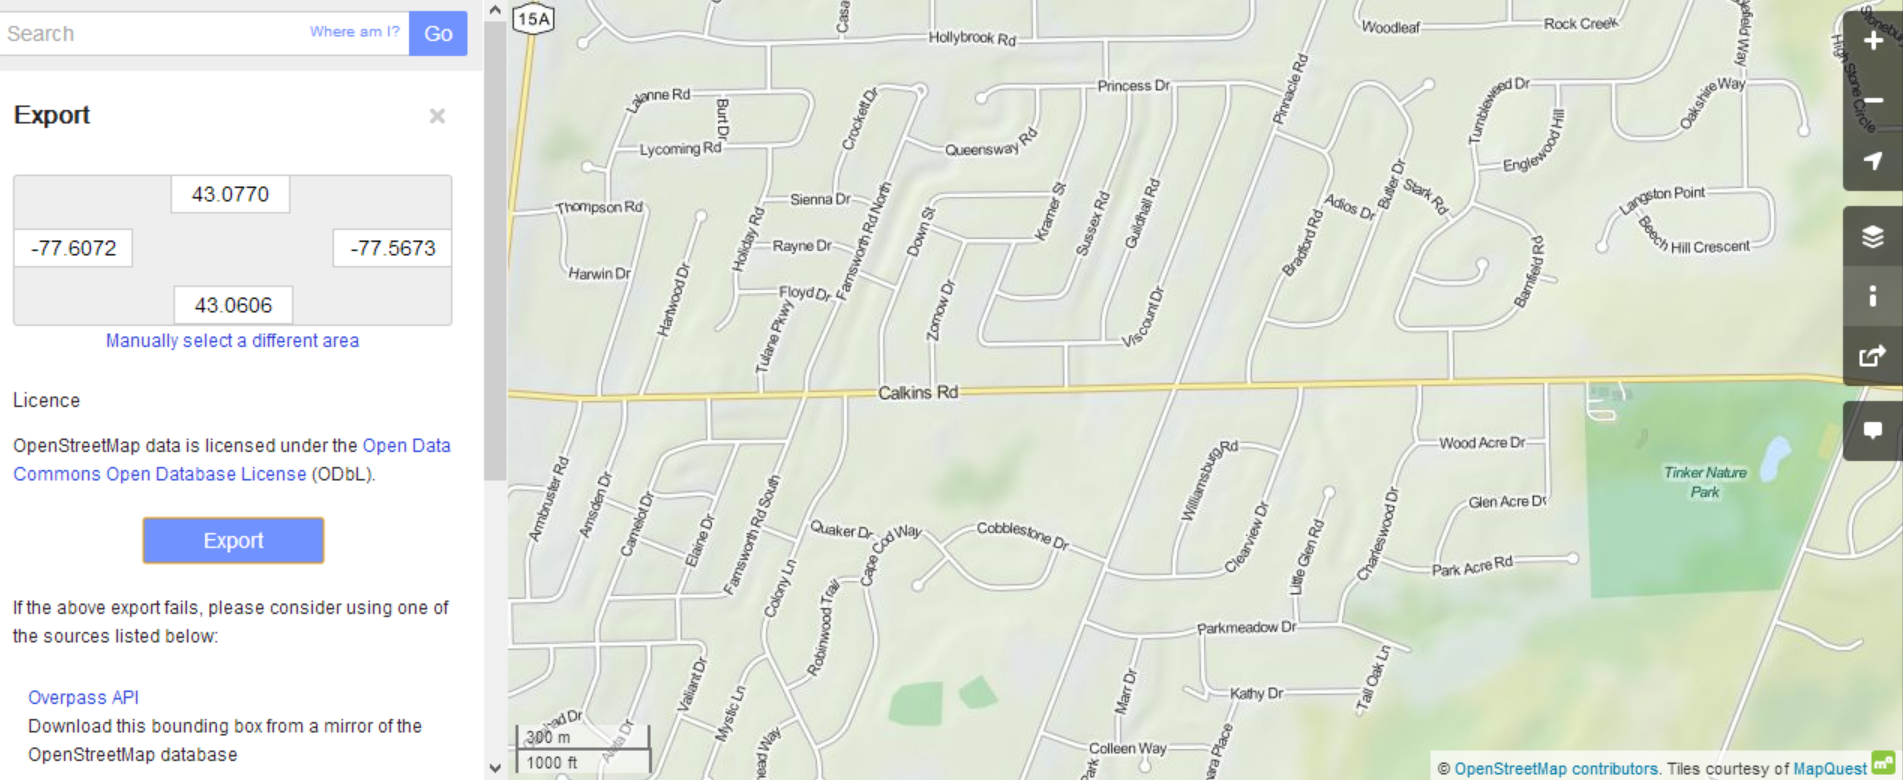 Search
Where am I?
Go
Export
×
43.0770
-77.6072
-77.5673
43.0606
Manually select a different area
Licence
OpenStreetMap data is licensed under the Open Data
Commons Open Database License (ODbL).
Export
If the above export fails, please consider using one of
the sources listed below:
Overpass API
Download this bounding box from a mirror of the
OpenStreetMap database
15A
Casa
Hollybrook Rd
Woodleaf
Rock Creek
Lalanne Rd
Burt Dr
Crockett Dr
Princess Dr
Pinnacle Rd
Tumbleweed Dr
Oakshire Way
High Stone Circle
Lycoming Rd
Queensway Rd
Englewood Hill
Thompson Rd
Sienna Dr
Holiday Rd
Farnsworth Rd North
Down St
Kramer St
Sussex Rd
Guildhall Rd
Bradford Rd
Adios Dr
Butler Dr
Stark Rd
Langston Point
Beech Hill Crescent
Rayne Dr
Harwin Dr
Hartwood Dr
Floyd Dr
Tulane Pkwy
Zornow Dr
Viscount Dr
Barnfield Rd
Calkins Rd
Armbruster Rd
Amsden Dr
Camelot Dr
Elaine Dr
Farnsworth Rd South
Williamsburg Rd
Wood Acre Dr
Tinker Nature
Park
Glen Acre Dr
Quaker Dr
Cape Cod Way
Cobblestone Dr
Clearview Dr
Little Glen Rd
Charleswood Dr
Park Acre Rd
Colony Ln
Robinwood Trail
Parkmeadow Dr
Valiant Dr
Mystic Ln
Marr Dr
Kathy Dr
Tall Oak Ln
Colleen Way
Park
300 m
1000 ft
© OpenStreetMap contributors. Tiles courtesy of MapQuest